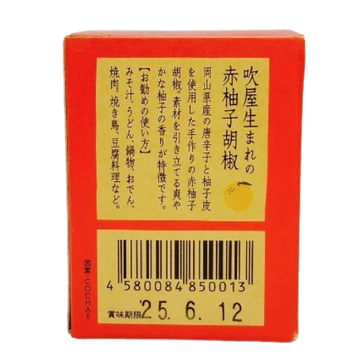 吹屋生まれの
赤柚子胡椒
岡山県産の唐辛子と柚子皮
を使用した手作りの赤柚子
胡椒。素材を引き立てる爽や
かな柚子の香りが特徴です。
【お勧めの使い方】
みそ汁、うどん、鍋物、おでん、
焼肉、焼き鳥、豆腐料理など。
4 580084 850013
賞味期限 25.6.12